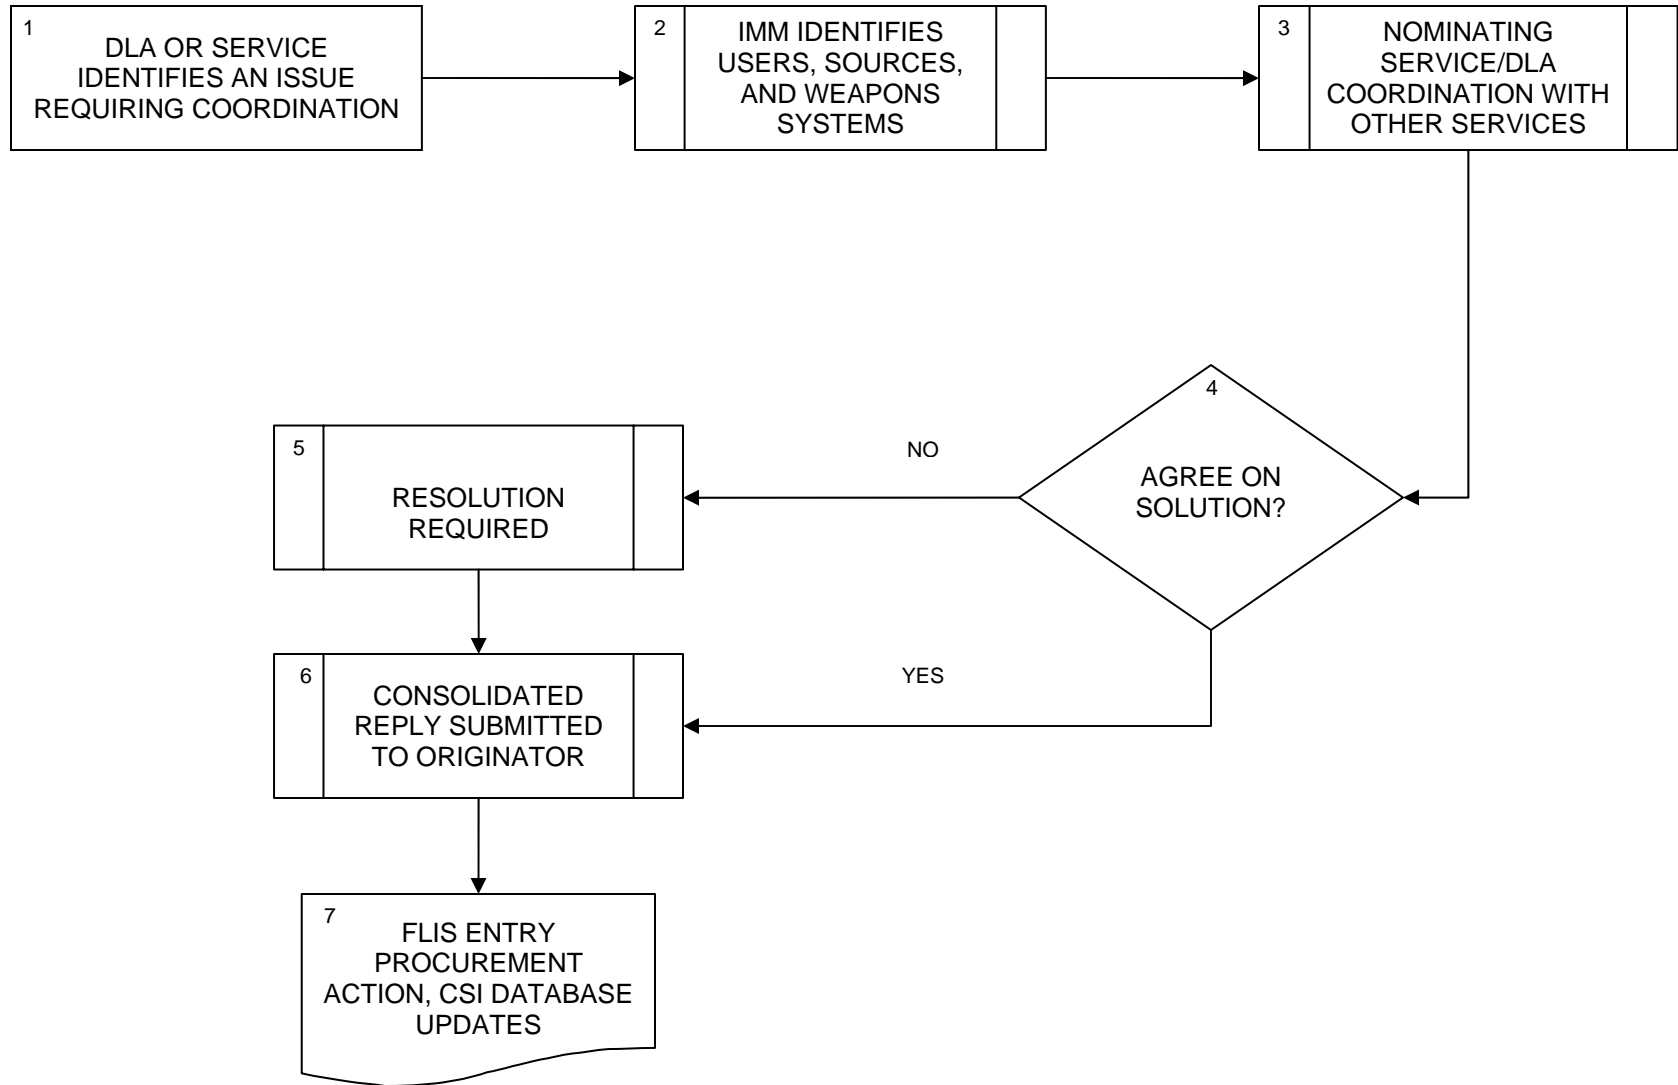 1
DLA OR SERVICE
IDENTIFIES AN ISSUE
REQUIRING COORDINATION
2
IMM IDENTIFIES
USERS, SOURCES,
AND WEAPONS
SYSTEMS
3
NOMINATING
SERVICE/DLA
COORDINATION WITH
OTHER SERVICES
4
AGREE ON
SOLUTION?
NO
5
RESOLUTION
REQUIRED
YES
6
CONSOLIDATED
REPLY SUBMITTED
TO ORIGINATOR
7
FLIS ENTRY
PROCUREMENT
ACTION, CSI DATABASE
UPDATES